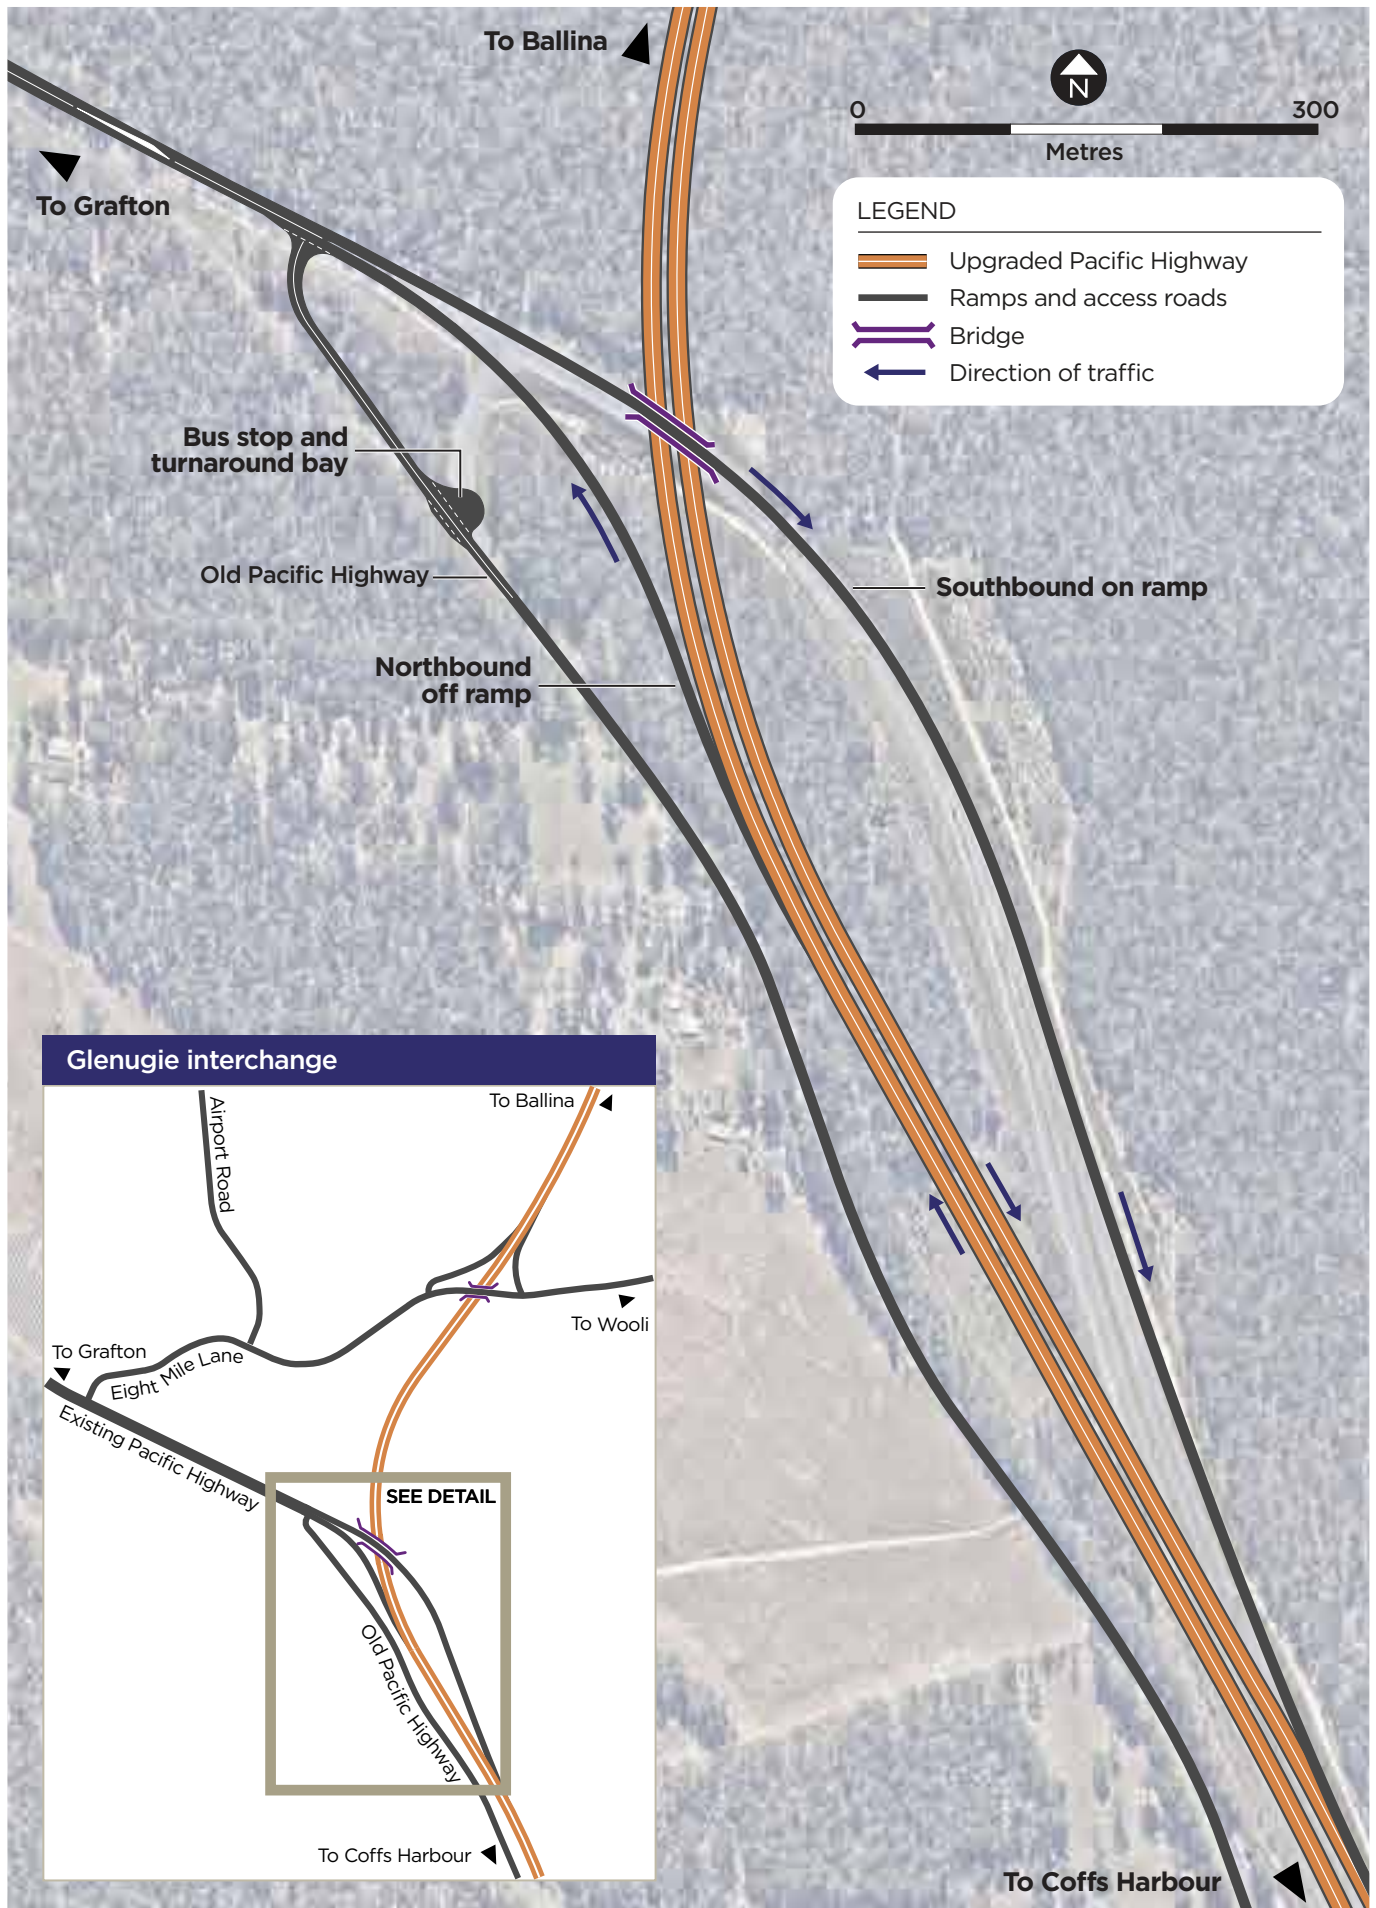 To Ballina
N
0
300
Metres
To Grafton
LEGEND
Upgraded Pacific Highway
Ramps and access roads
Bridge
Direction of traffic
Bus stop and
turnaround bay
Old Pacific Highway
Southbound on ramp
Northbound
off ramp
Glenugie interchange
To Ballina
Airport Road
To Wooli
To Grafton
Eight Mile Lane
Existing Pacific Highway
SEE DETAIL
Old Pacific Highway
To Coffs Harbour
To Coffs Harbour